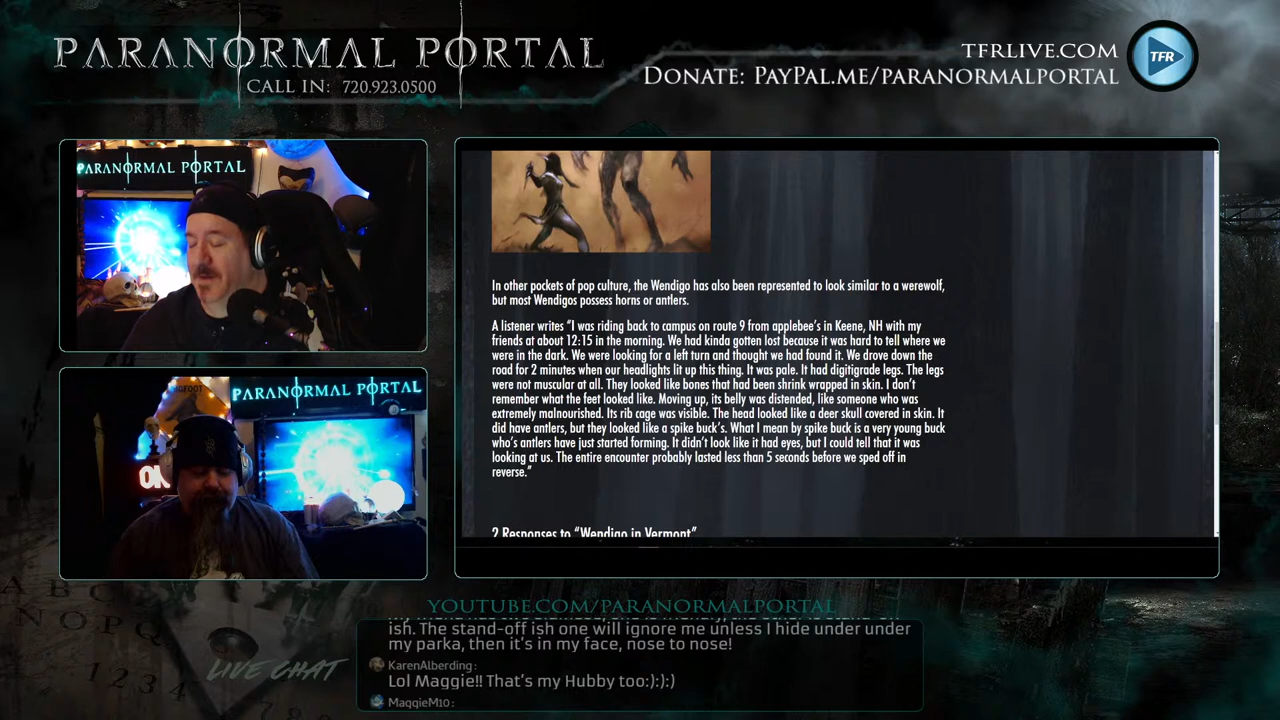 PARANORMAL PORTAL
CALL IN: 720.923.0500
TFRLIVE.COM
DONATE: PAYPAL.ME/PARANORMALPORTAL
TFR
PARANORMAL PORTAL
In other pockets of pop culture, the Wendigo has also been represented to look similar to a werewolf,
but most Wendigos possess horns or antlers.
A listener writes “I was riding back to campus on route 9 from applebee’s in Keene, NH with my
friends at about 12:15 in the morning. We had kinda gotten lost because it was hard to tell where we
were in the dark. We were looking for a left turn and thought we had found it. We drove down the
road for 2 minutes when our headlights lit up this thing. It was pale. It had digitigrade legs. The legs
were not muscular at all. They looked like bones that had been shrink wrapped in skin. I don’t
remember what the feet looked like. Moving up, its belly was distended, like someone who was
extremely malnourished. Its rib cage was visible. The head looked like a deer skull covered in skin. It
did have antlers, but they looked like a spike buck’s. What I mean by spike buck is a very young buck
who’s antlers have just started forming. It didn’t look like it had eyes, but I could tell that it was
looking at us. The entire encounter probably lasted less than 5 seconds before we sped off in
reverse.”
2 Responses to “Wendigo in Vermont”
BIGFOOT
PARANORMAL PORTAL
ON
YOUTUBE.COM/PARANORMALPORTAL
ish. The stand-off ish one will ignore me unless I hide under under
my parka, then it’s in my face, nose to nose!
KarenAlberding:
Lol Maggie!! That’s my Hubby too:):):)
MaggieM10:
LIVE CHAT
A B C
N O P Q
1 2 3 4